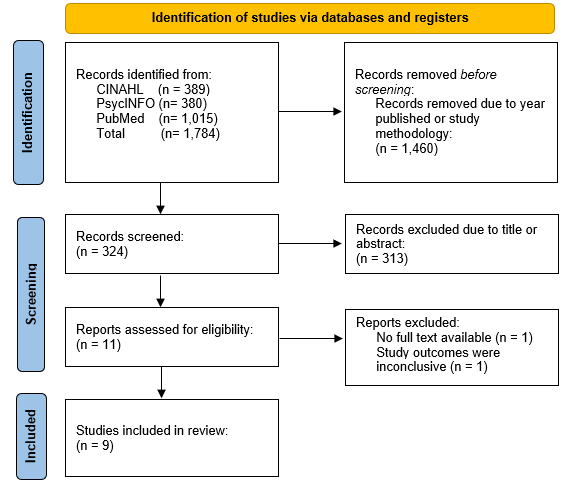 Identification of studies via databases and registers
Identification
Records identified from:
CINAHL (n = 389)
PsycINFO (n = 380)
PubMed (n= 1,015)
Total (n= 1,784)
Records removed before
screening:
Records removed due to year
published or study
methodology:
(n = 1,460)
Screening
Records screened:
(n = 324)
Records excluded due to title or
abstract:
(n = 313)
Reports assessed for eligibility:
(n = 11)
Reports excluded:
No full text available (n = 1)
Study outcomes were
inconclusive (n = 1)
Included
Studies included in review:
(n = 9)